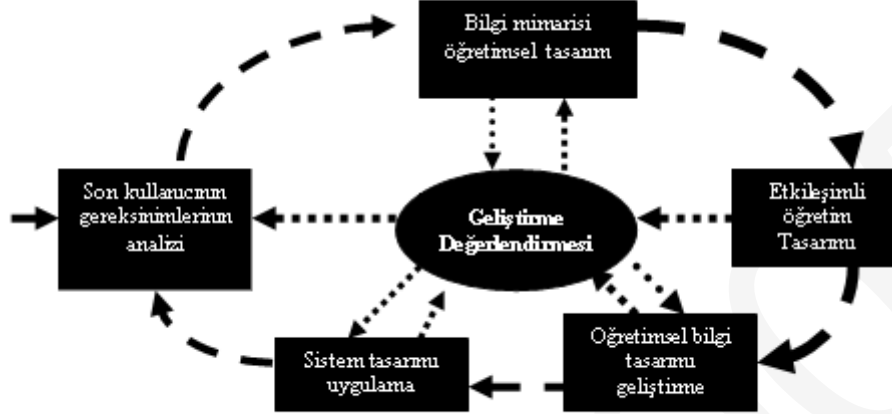 Bilgi mimarisi
öğretimsel tasarım
Son kullanıcının
gereksinimlerinin
analizi
Geliştirme
Değerlendirmesi
Etkileşimli
öğretim
Tasarımı
Sistem tasarımı
uygulama
Öğretimsel bilgi
tasarımı
geliştirme